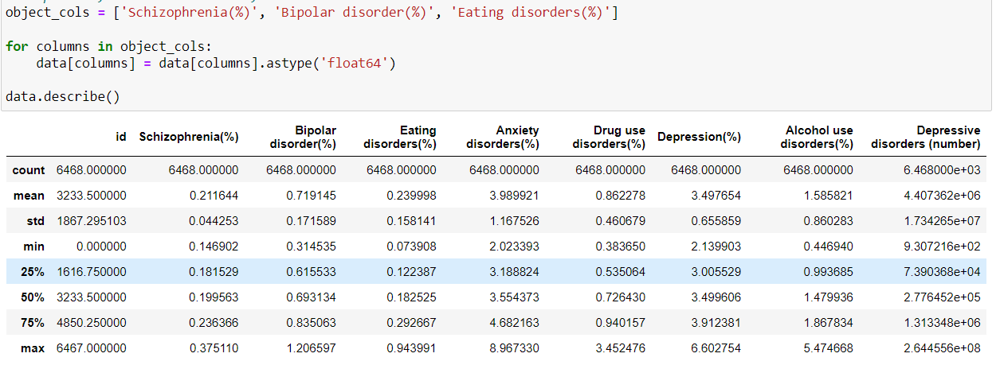 object_cols = ['Schizophrenia(%)', 'Bipolar disorder(%)', 'Eating disorders(%)']
for columns in object_cols:
    data[columns] = data[columns].astype('float64')
data.describe()
id Schizophrenia(%) Bipolar disorder(%) Eating disorders(%) Anxiety disorders(%) Drug use disorders(%) Depression(%) Alcohol use disorders(%) Depressive disorders (number)
count 6468.000000 6468.000000 6468.000000 6468.000000 6468.000000 6468.000000 6468.000000 6468.000000 6.468000e+03
mean 3233.500000 0.211644 0.719145 0.239998 3.989921 0.862278 3.497654 1.585821 4.407362e+06
std 1867.295103 0.044253 0.171589 0.158141 1.167526 0.460679 0.655859 0.860283 1.734265e+07
min 0.000000 0.146902 0.314535 0.073908 2.023393 0.383650 2.139903 0.446940 9.307216e+02
25% 1616.750000 0.181529 0.615533 0.122387 3.188824 0.535064 3.005529 0.993685 7.390368e+04
50% 3233.500000 0.199563 0.693134 0.182525 3.554373 0.726430 3.499606 1.479936 2.776452e+05
75% 4850.250000 0.236366 0.835063 0.292667 4.682163 0.940157 3.912381 1.867834 1.313348e+06
max 6467.000000 0.375110 1.206597 0.943991 8.967330 3.452476 6.602754 5.474668 2.644556e+08